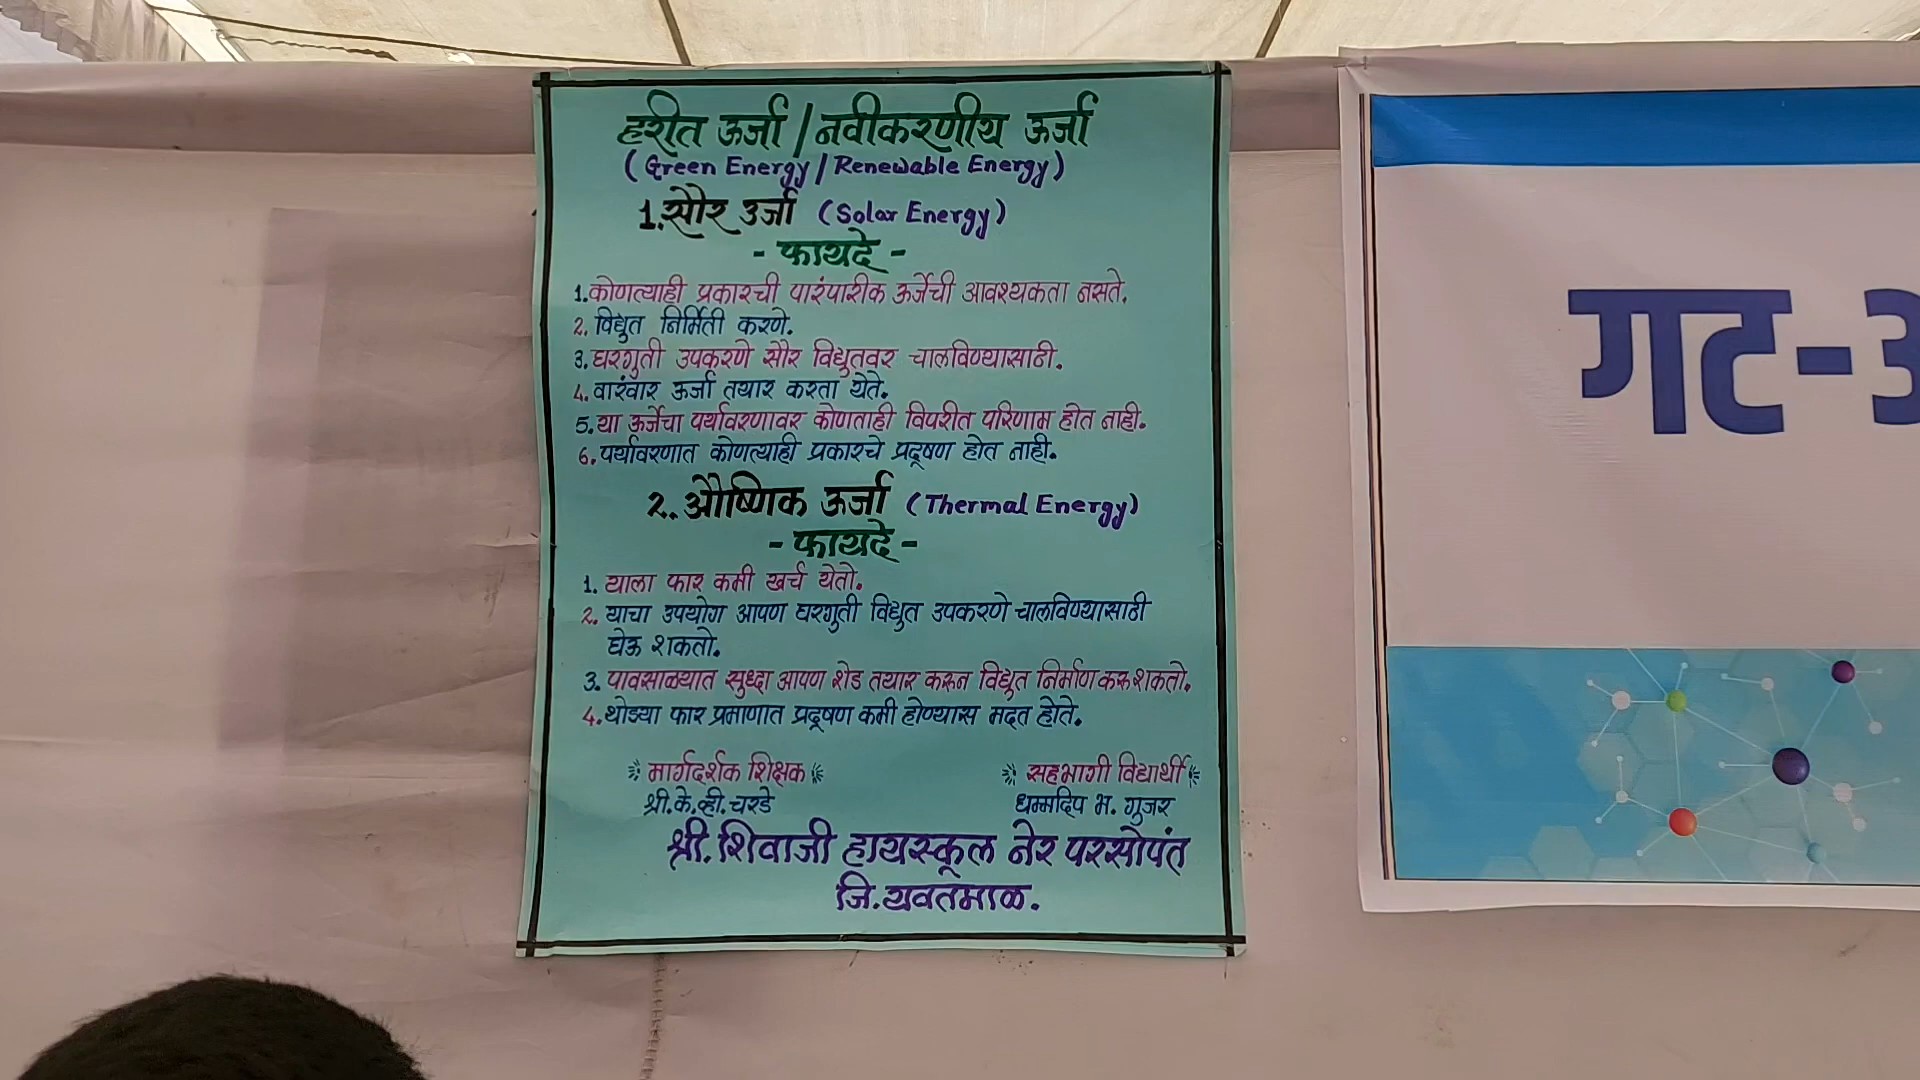 हरीत ऊर्जा / नवीकरणीय ऊर्जा
( Green Energy / Renewable Energy )
1. सौर उर्जा ( Solar Energy )
- फायदे -
1. कोणत्याही प्रकारची पारंपारीक ऊर्जेची आवश्यकता नसते.
2. विद्युत निर्मिती करणे.
3. घरगुती उपकरणे सौर विद्युतवर चालविण्यासाठी.
4. वारंवार ऊर्जा तयार करता येते.
5. या ऊर्जेचा पर्यावरणावर कोणताही विपरीत परिणाम होत नाही.
6. पर्यावरणात कोणत्याही प्रकारचे प्रदूषण होत नाही.
2. औष्णिक ऊर्जा ( Thermal Energy )
- फायदे -
1. याला फार कमी खर्च येतो.
2. याचा उपयोग आपण घरगुती विद्युत उपकरणे चालविण्यासाठी
घेऊ शकतो.
3. पावसाळयात सुध्दा आपण शेड तयार करून विद्युत निर्माण करू शकतो.
4. थोडया फार प्रमाणात प्रदूषण कमी होण्यास मदत होते.
मार्गदर्शक शिक्षक
श्री. के. व्ही. चरडे
सहभागी विद्यार्थी
धम्मदिप भ. गुजर
श्री. शिवाजी हायस्कूल नेर परसोपंत
जि. यवतमाळ.
गट-अ